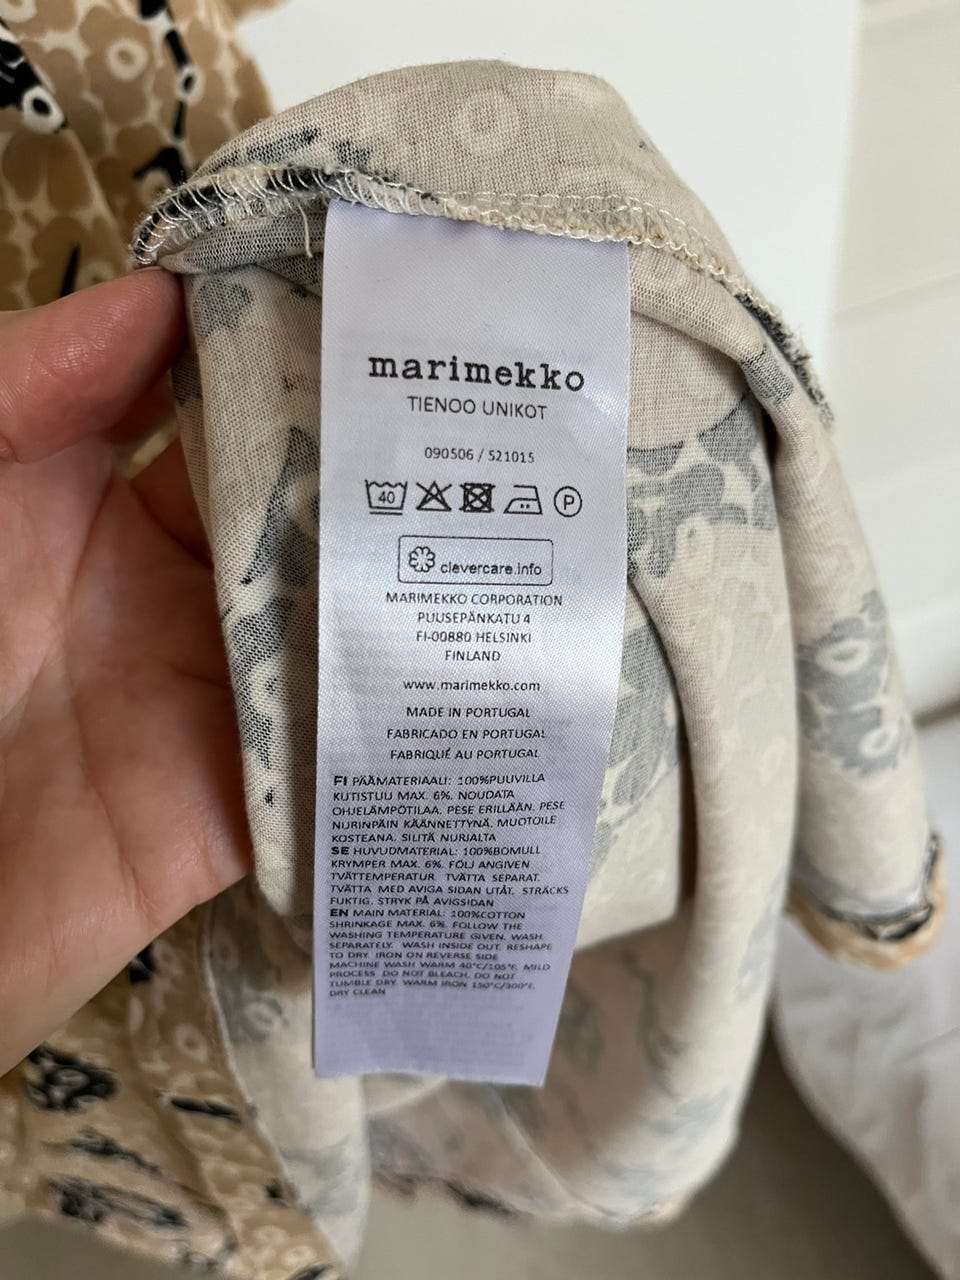 marimekko
TIENOO UNIKOT
090506 / 521015
40 P
clevercare.info
MARIMEKKO CORPORATION
PUUSEPÄNKATU 4
FI-00880 HELSINKI
FINLAND
www.marimekko.com
MADE IN PORTUGAL
FABRICADO EN PORTUGAL
FABRIQUÉ AU PORTUGAL
FI PÄÄMATERIAALI: 100%PUUVILLA
KUTISTUU MAX. 6%. NOUDATA
OHJELÄMPÖTILAA. PESE ERILLÄÄN. PESE
NURINPÄIN KÄÄNNETTYNÄ. MUOTOILE
KOSTEANA. SILITÄ NURJALTA
SE HUVUDMATERIAL: 100%BOMULL
KRYMPER MAX. 6%. FÖLJ ANGIVEN
TVÄTTEMPERATUR. TVÄTTA SEPARAT.
TVÄTTA MED AVIGA SIDAN UTÅT. STRÄCKS
FUKTIG. STRYK PÅ AVIGSIDAN
EN MAIN MATERIAL: 100%COTTON
SHRINKAGE MAX. 6%. FOLLOW THE
WASHING TEMPERATURE GIVEN. WASH
SEPARATELY. WASH INSIDE OUT. RESHAPE
TO DRY. IRON ON REVERSE SIDE
MACHINE WASH WARM 40°C/105°F, MILD
PROCESS. DO NOT BLEACH. DO NOT
TUMBLE DRY. WARM IRON 150°C/300°F.
DRY CLEAN